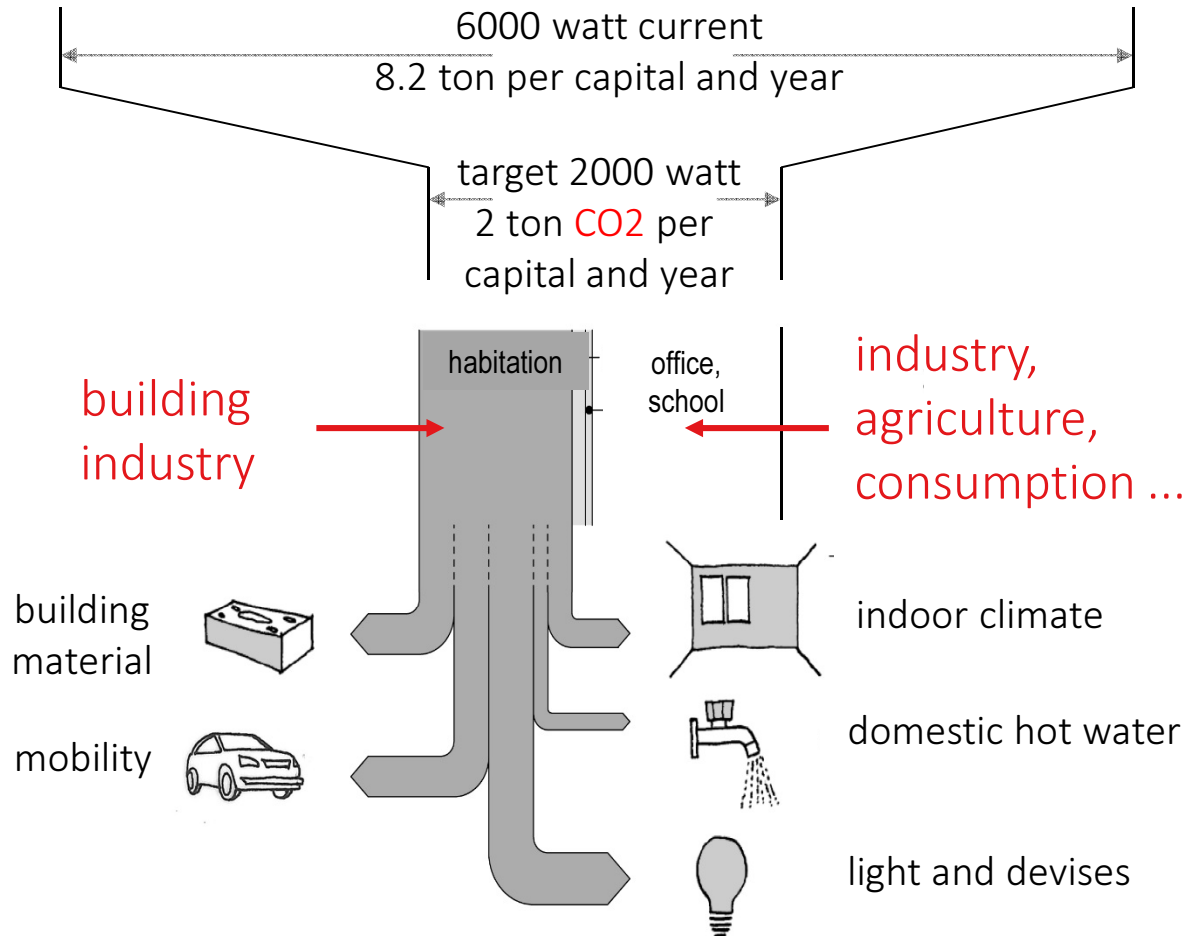 6000 watt current
8.2 ton per capital and year
target 2000 watt
2 ton CO2 per
capital and year
habitation
office,
school
building
industry
industry,
agriculture,
consumption ...
building
material
indoor climate
mobility
domestic hot water
light and devises